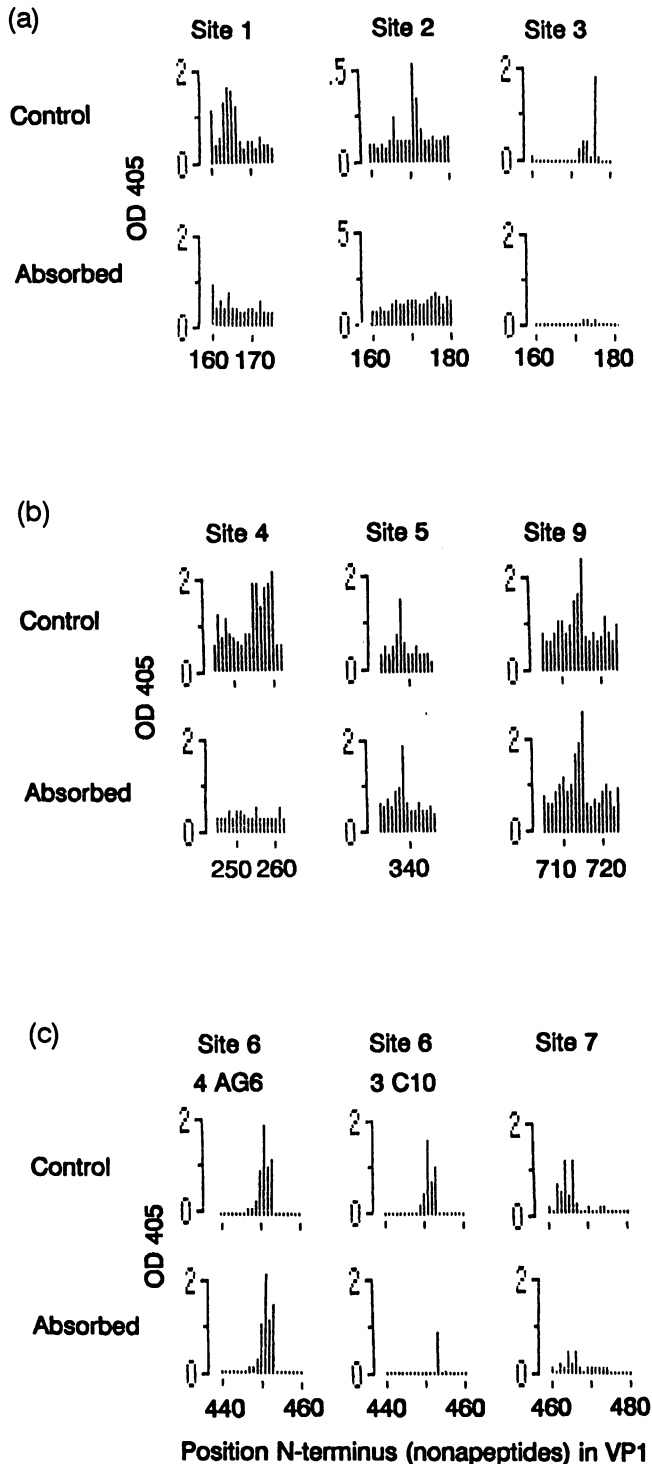 (a)
Site 1 Site 2 Site 3
Control
2 .5 2
0 0 0
OD 405
Absorbed
2 5 2
0 0 0
160 170 160 180 160 180
(b)
Site 4 Site 5 Site 9
Control
2 2 2
0 0 0
OD 405
Absorbed
2 2 2
0 0 0
250 260 340 710 720
(c)
Site 6 Site 6 Site 7
4 AG6 3 C10
Control
2 2 2
0 0 0
OD 405
Absorbed
2 2 2
0 0 0
440 460 440 460 460 480
Position N-terminus (nonapeptides) in VP1